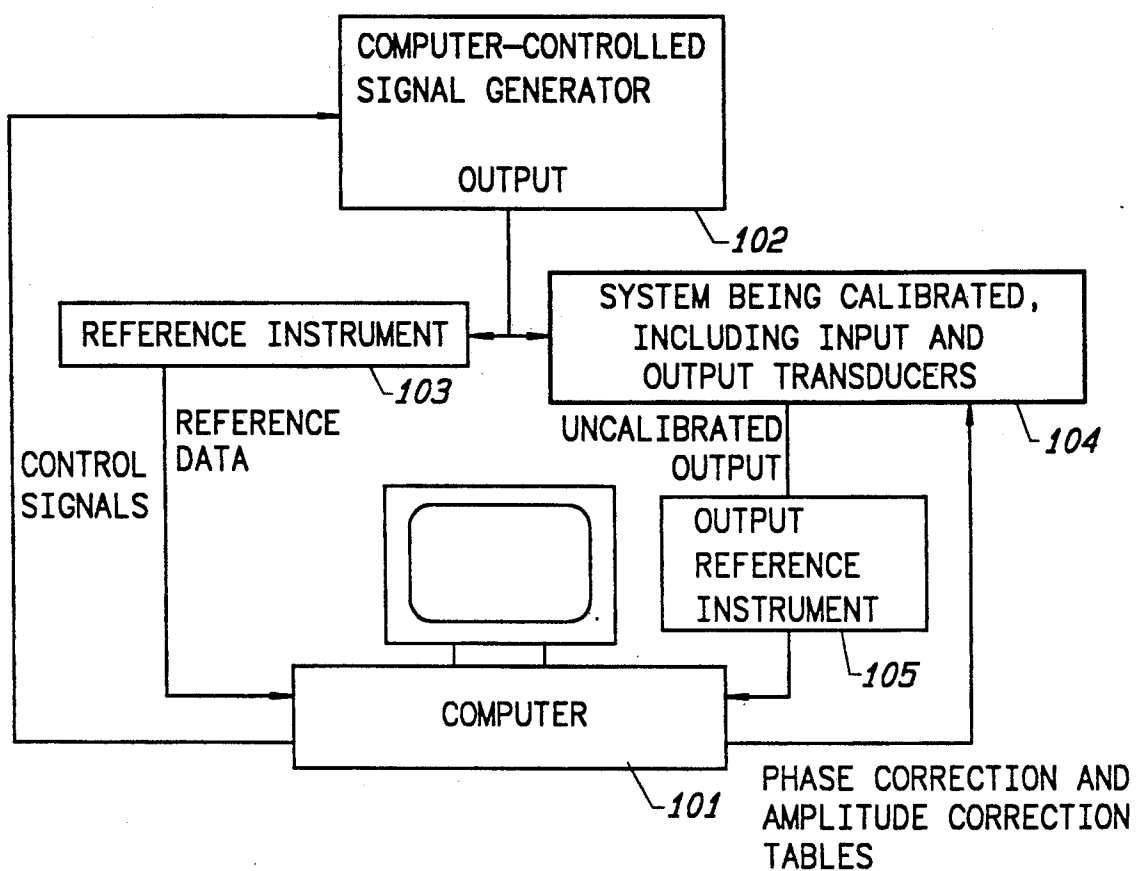 COMPUTER-CONTROLLED
SIGNAL GENERATOR
OUTPUT
102
SYSTEM BEING CALIBRATED,
INCLUDING INPUT AND
OUTPUT TRANSDUCERS
104
REFERENCE INSTRUMENT
103
REFERENCE
DATA
CONTROL
SIGNALS
UNCALIBRATED
OUTPUT
OUTPUT
REFERENCE
INSTRUMENT
105
COMPUTER
101
PHASE CORRECTION AND
AMPLITUDE CORRECTION
TABLES